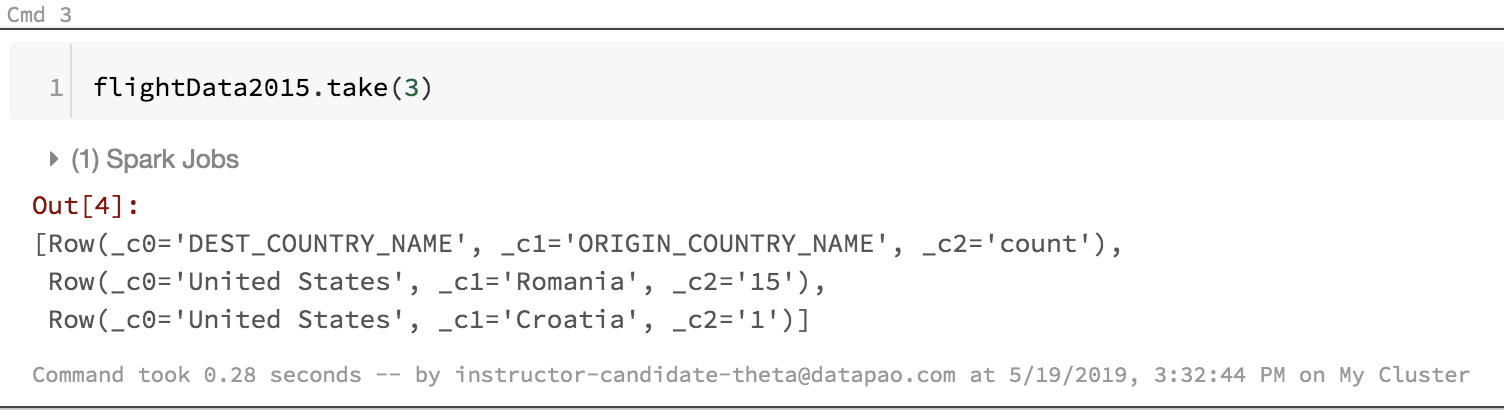 Cmd 3
1 flightData2015.take(3)
(1) Spark Jobs
Out[4]:
[Row(_c0='DEST_COUNTRY_NAME', _c1='ORIGIN_COUNTRY_NAME', _c2='count'),
Row(_c0='United States', _c1='Romania', _c2='15'),
Row(_c0='United States', _c1='Croatia', _c2='1')]
Command took 0.28 seconds -- by instructor-candidate-theta@datapao.com at 5/19/2019, 3:32:44 PM on My Cluster